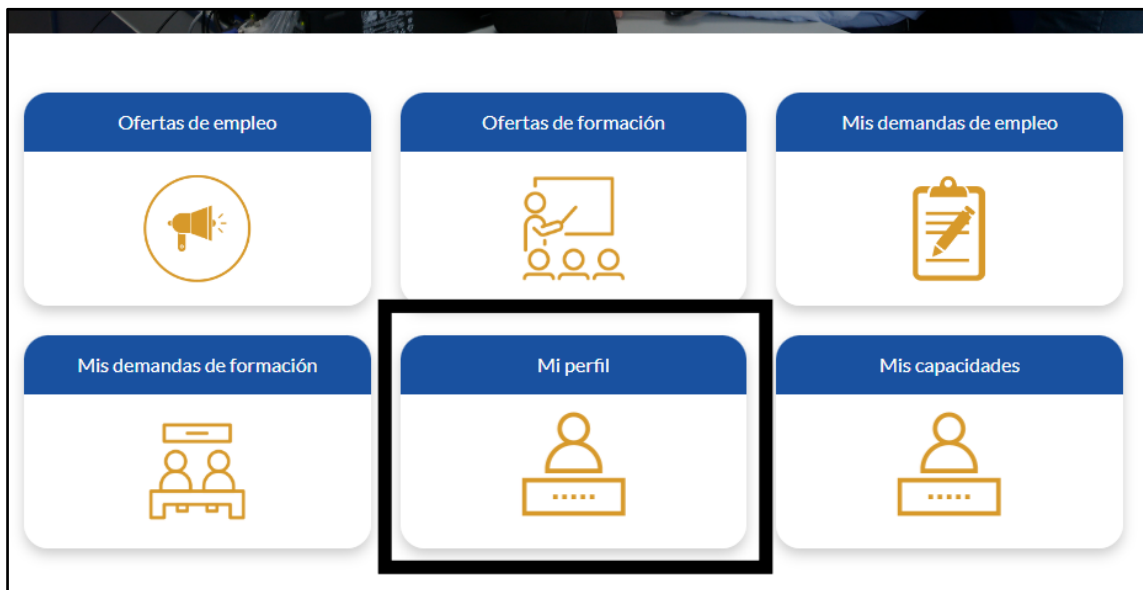 Ofertas de empleo
Ofertas de formación
Mis demandas de empleo
Mis demandas de formación
Mi perfil
Mis capacidades